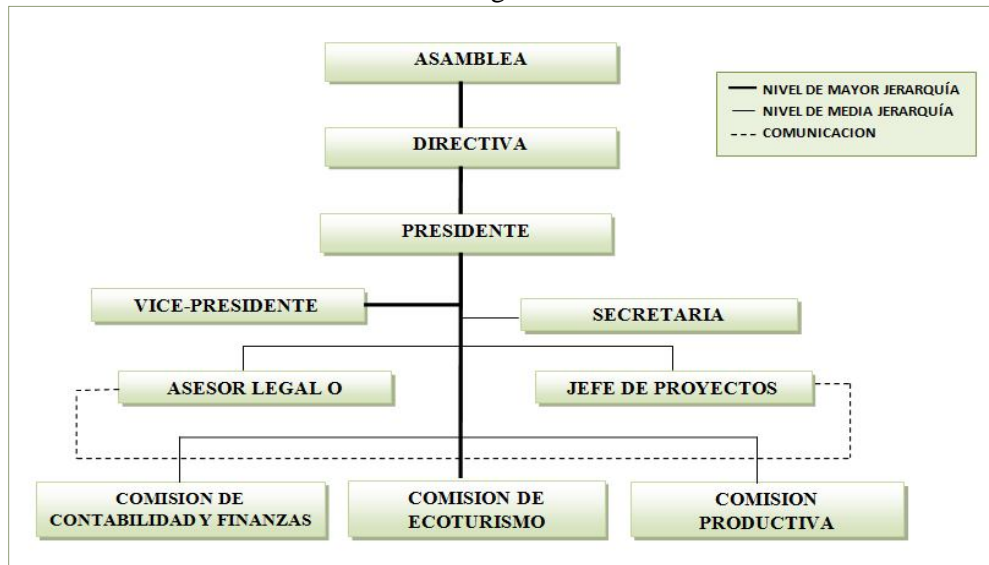 ASAMBLEA
NIVEL DE MAYOR JERARQUÍA
NIVEL DE MEDIA JERARQUÍA
COMUNICACION
DIRECTIVA
PRESIDENTE
VICE-PRESIDENTE
SECRETARIA
ASESOR LEGAL O
JEFE DE PROYECTOS
COMISION DE
CONTABILIDAD Y FINANZAS
COMISION DE
ECOTURISMO
COMISION
PRODUCTIVA